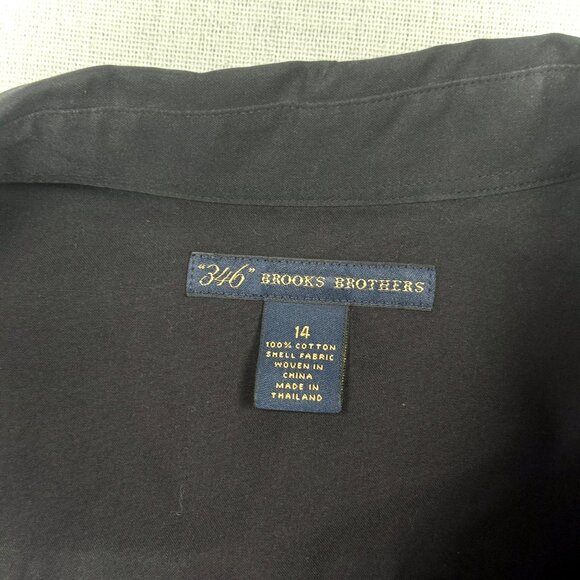 "346" BROOKS BROTHERS
14
100% COTTON
SHELL FABRIC
WOVEN IN
CHINA
MADE IN
THAILAND